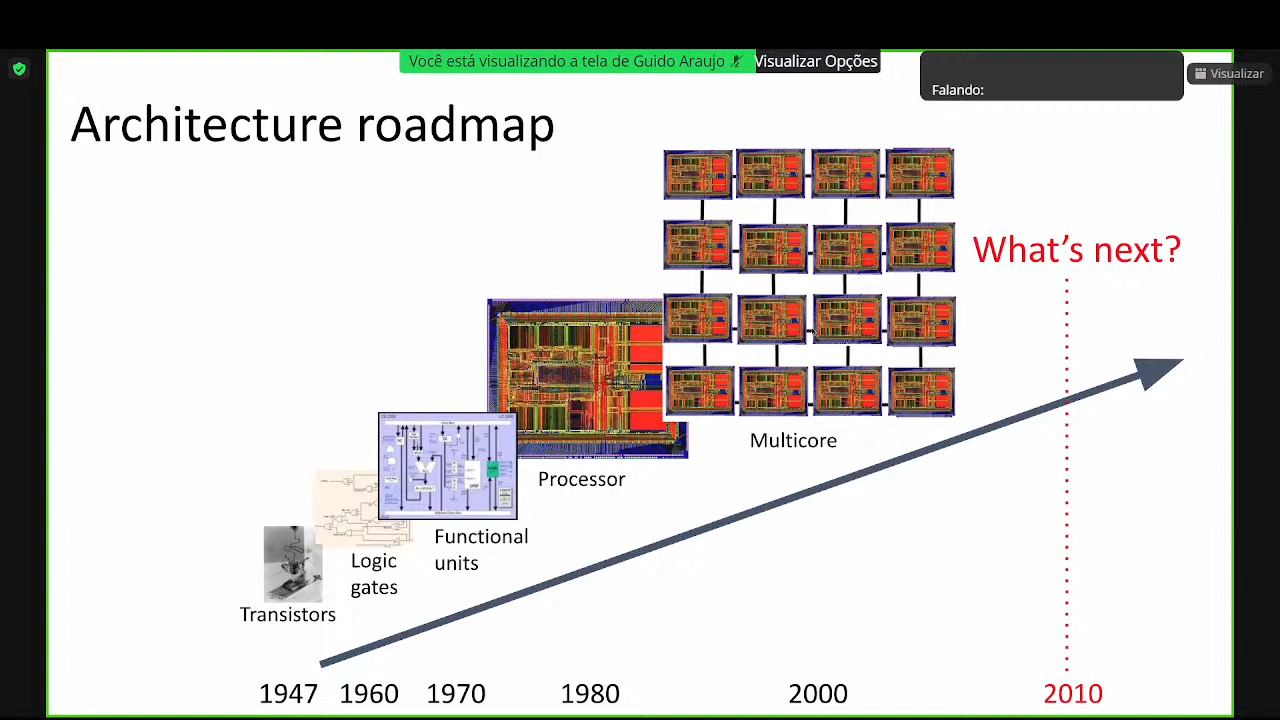 Você está visualizando a tela de Guido Araujo
Visualizar Opções
Falando:
Visualizar
Architecture roadmap
What's next?
Multicore
Processor
Functional
units
Logic
gates
Transistors
1947 1960 1970 1980 2000 2010